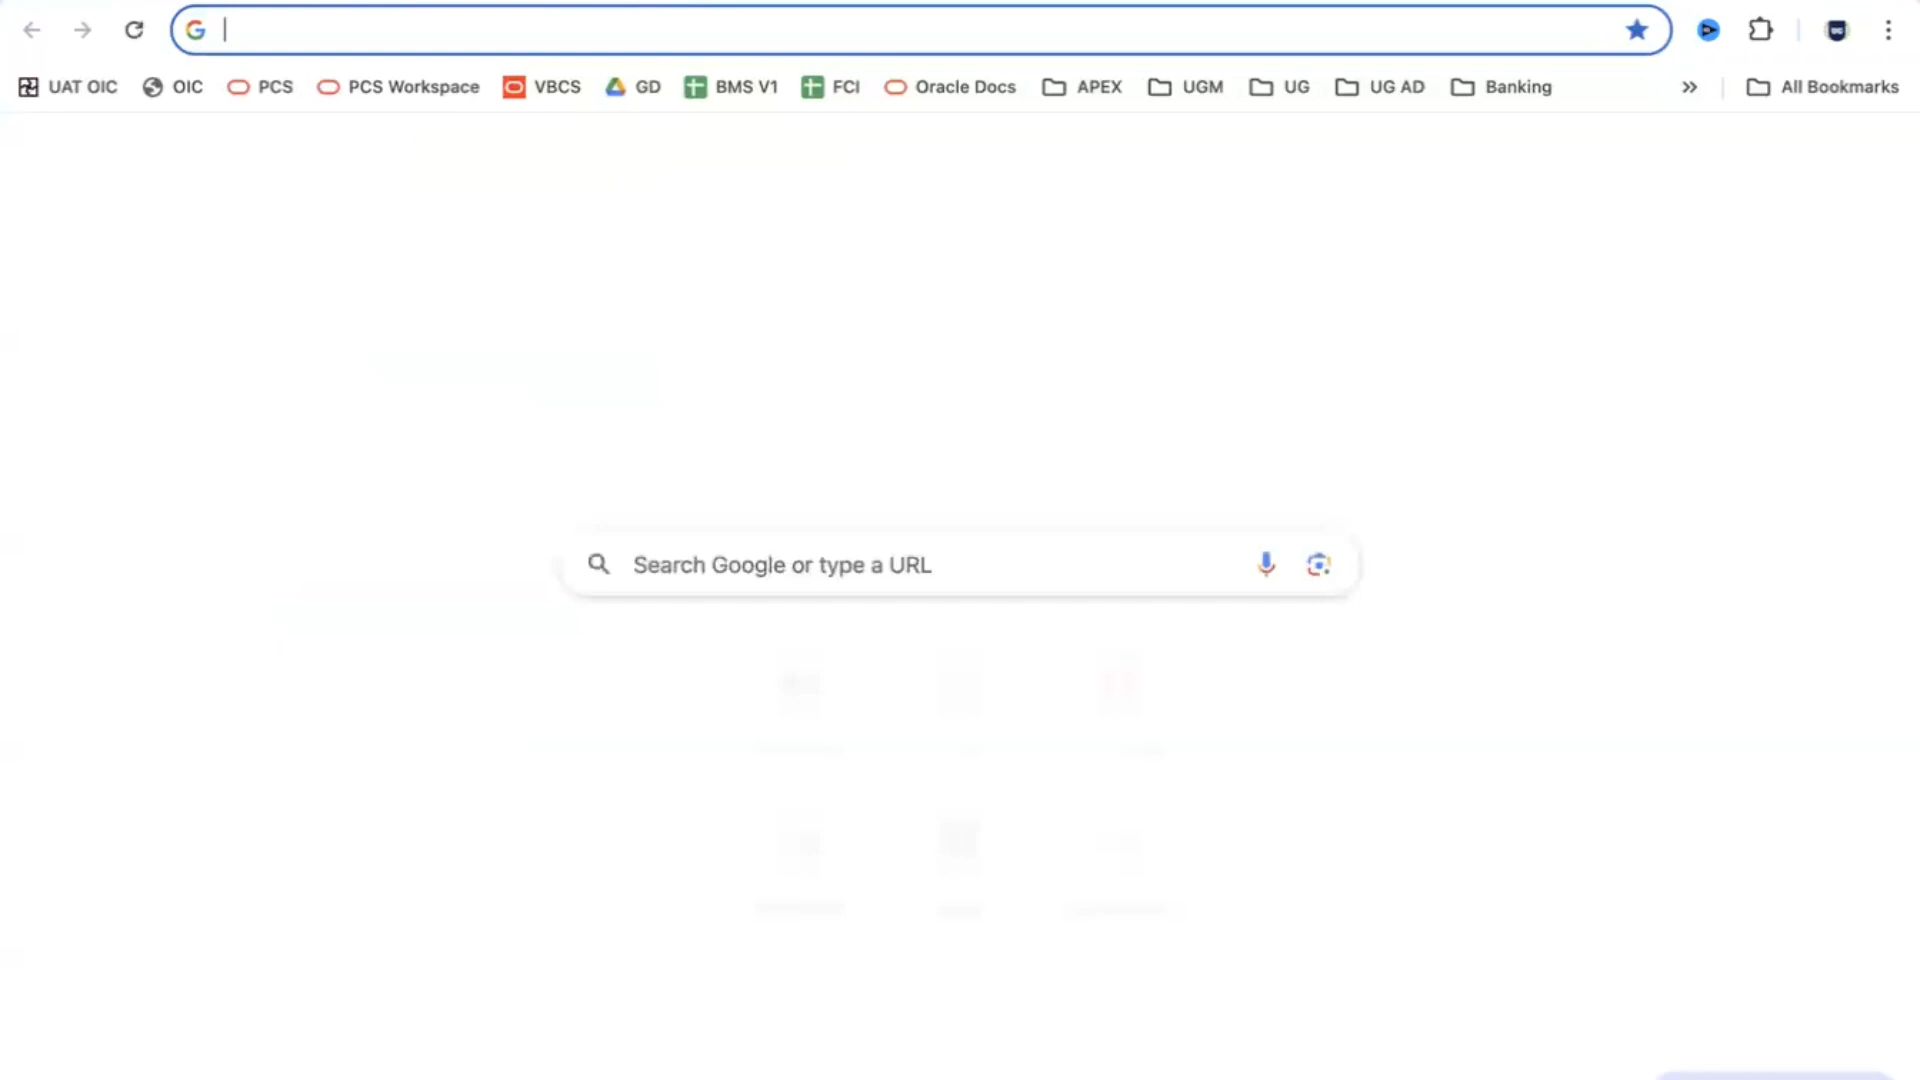 UAT OIC OIC PCS PCS Workspace VBCS GD BMS V1 FCI Oracle Docs APEX UGM UG UG AD Banking All Bookmarks
Search Google or type a URL